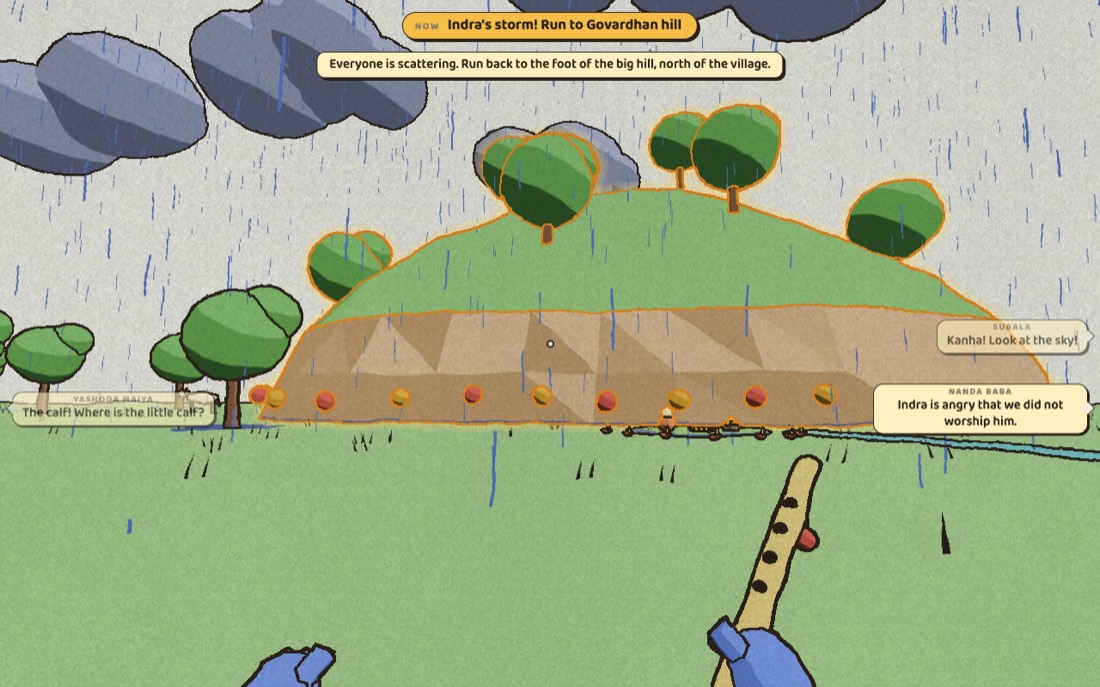 NOW Indra's storm! Run to Govardhan hill
Everyone is scattering. Run back to the foot of the big hill, north of the village.
SUBALA
Kanha! Look at the sky!
YASHODA MAIYA
The calf! Where is the little calf?
NANDA BABA
Indra is angry that we did not
worship him.